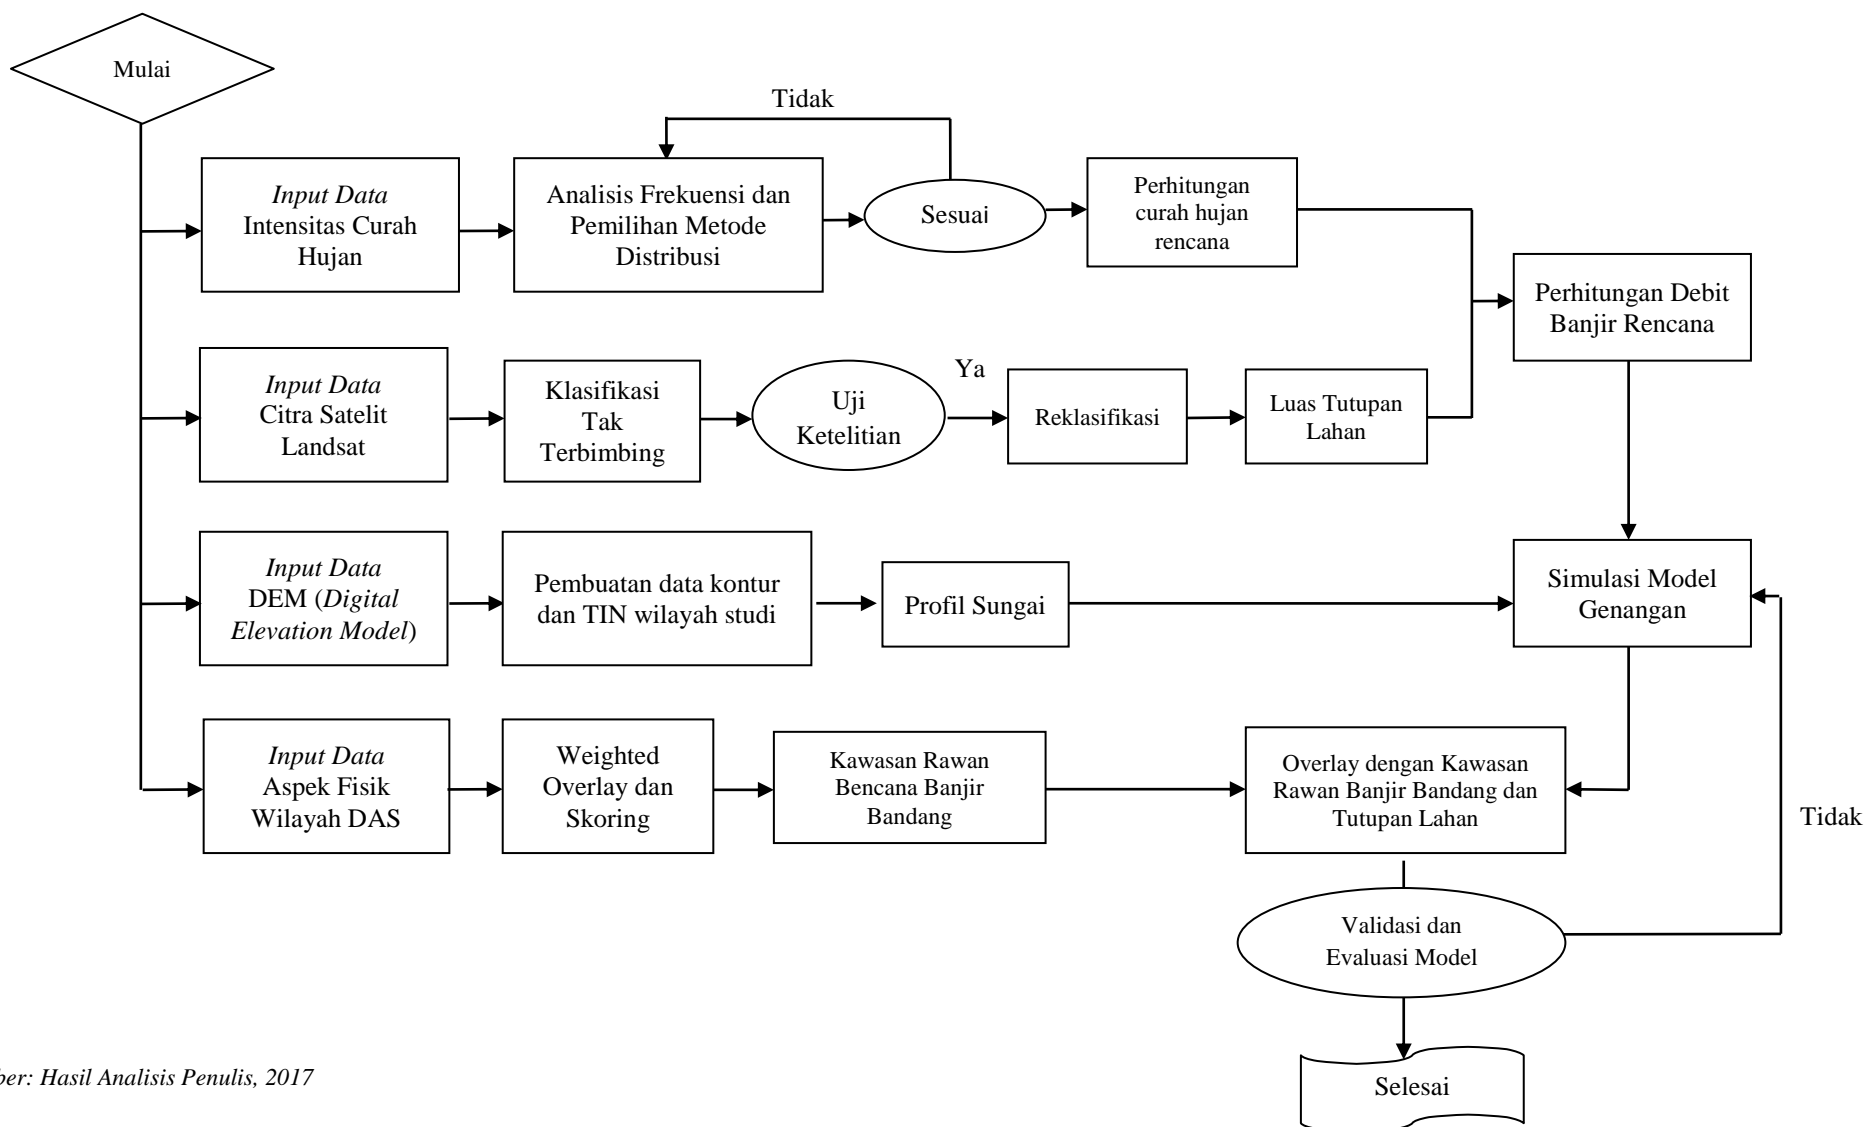 Mulai
Tidak
Input Data
Intensitas Curah
Hujan
Analisis Frekuensi dan
Pemilihan Metode
Distribusi
Sesuai
Perhitungan
curah hujan
rencana
Perhitungan Debit
Banjir Rencana
Input Data
Citra Satelit
Landsat
Klasifikasi
Tak
Terbimbing
Uji
Ketelitian
Ya
Reklasifikasi
Luas Tutupan
Lahan
Input Data
DEM (Digital
Elevation Model)
Pembuatan data kontur
dan TIN wilayah studi
Profil Sungai
Simulasi Model
Genangan
Input Data
Aspek Fisik
Wilayah DAS
Weighted
Overlay dan
Skoring
Kawasan Rawan
Bencana Banjir
Bandang
Overlay dengan Kawasan
Rawan Banjir Bandang dan
Tutupan Lahan
Tidak
Validasi dan
Evaluasi Model
Selesai
ber: Hasil Analisis Penulis, 2017